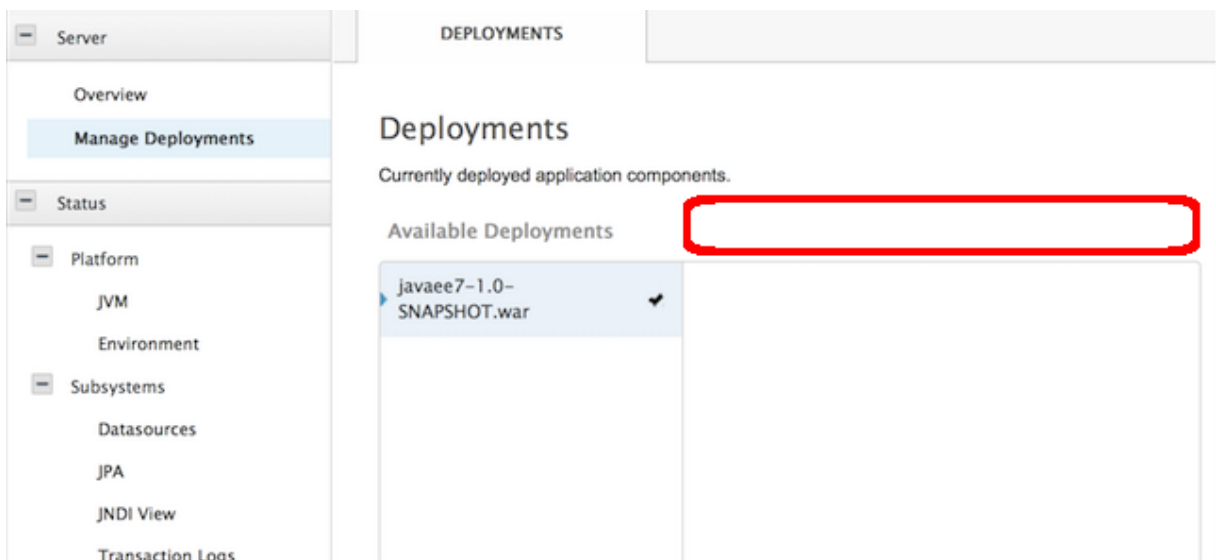 Server
Overview
Manage Deployments
Status
Platform
JVM
Environment
Subsystems
Datasources
JPA
JNDI View
Transaction Logs
DEPLOYMENTS
Deployments
Currently deployed application components.
Available Deployments
javaee7-1.0-
SNAPSHOT.war